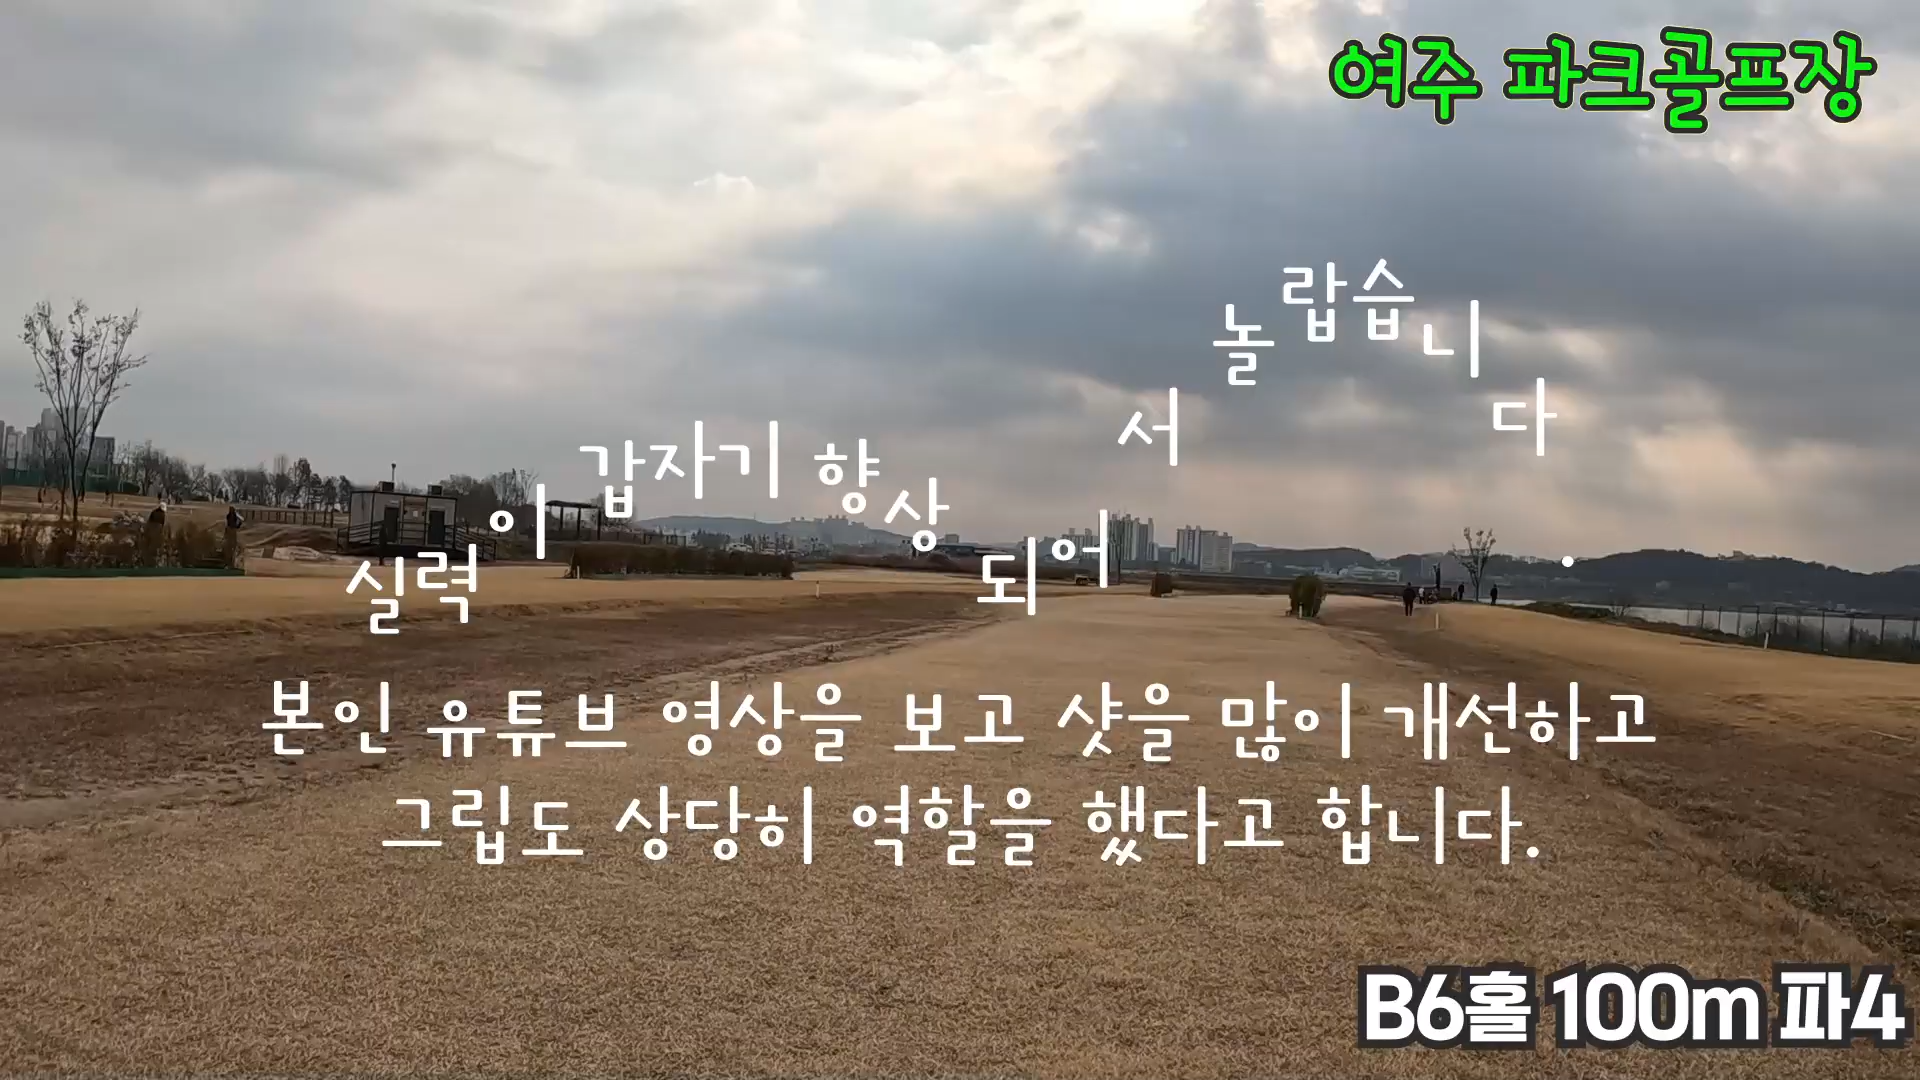 여주 파크골프장
실력이 갑자기 향상되어서 놀랍습니다.
본인 유튜브 영상을 보고 샷을 많이 개선하고
그립도 상당히 역할을 했다고 합니다.
B6홀 100m 파4